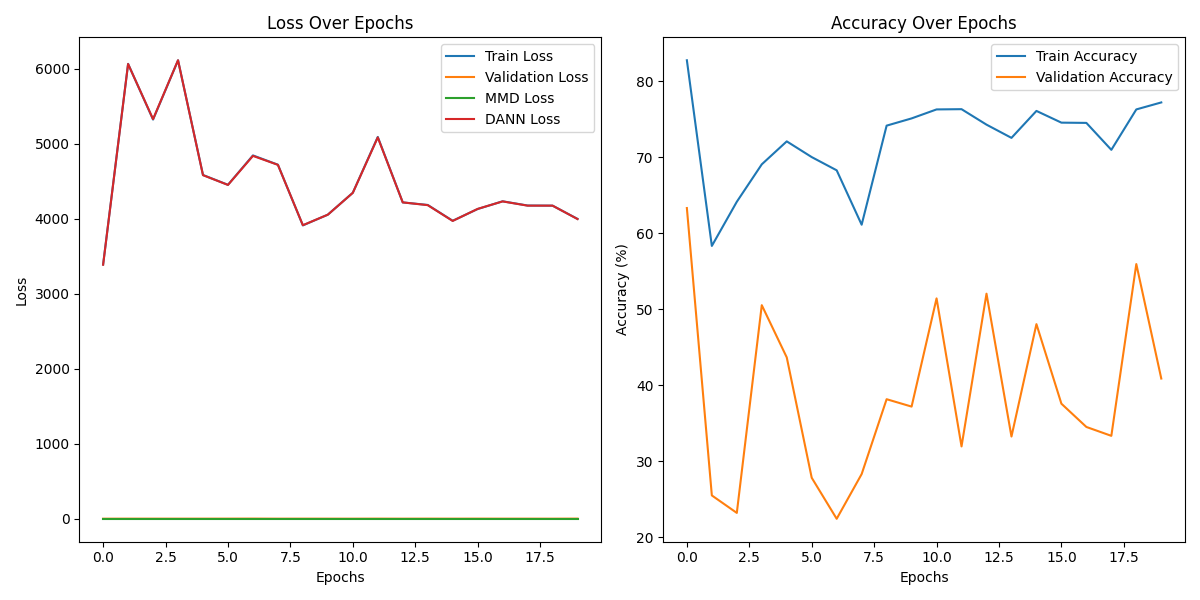 Loss Over Epochs
Loss
6000
5000
4000
3000
2000
1000
0
Train Loss
Validation Loss
MMD Loss
DANN Loss
0.0 2.5 5.0 7.5 10.0 12.5 15.0 17.5
Epochs
Accuracy Over Epochs
Accuracy (%)
80
70
60
50
40
30
20
Train Accuracy
Validation Accuracy
0.0 2.5 5.0 7.5 10.0 12.5 15.0 17.5
Epochs